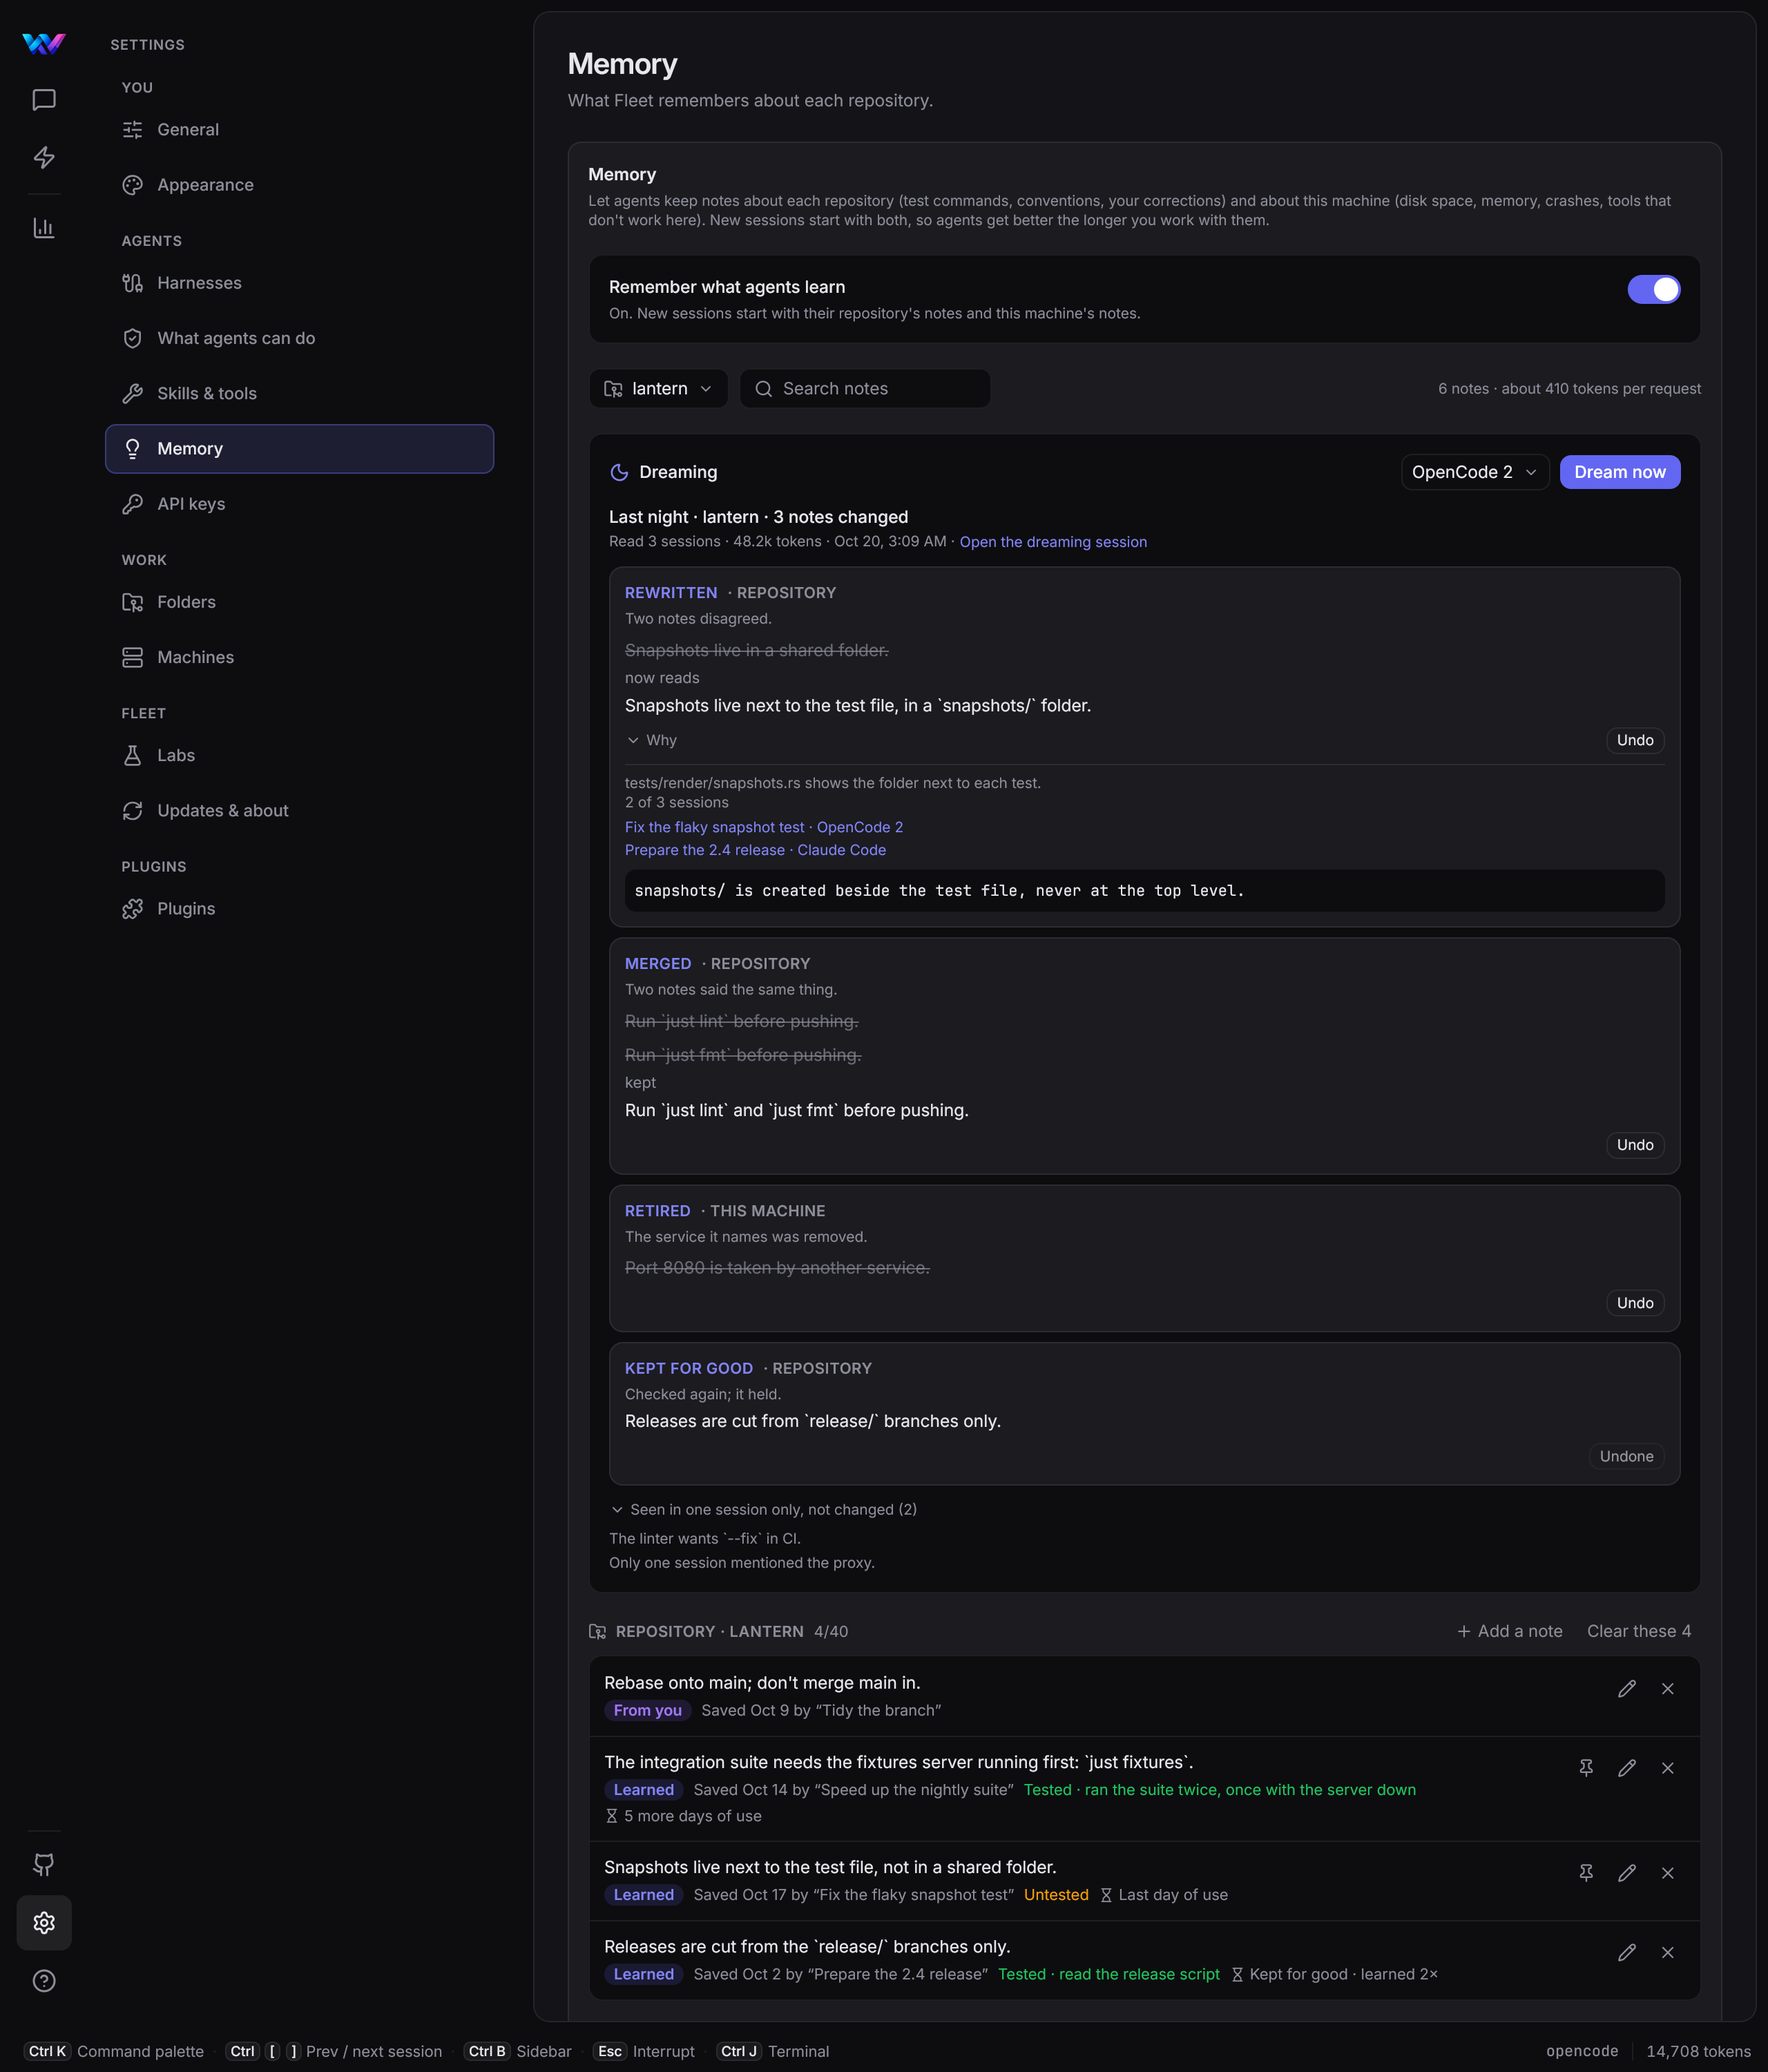 SETTINGS
YOU
General
Appearance
AGENTS
Harnesses
What agents can do
Skills & tools
Memory
API keys
WORK
Folders
Machines
FLEET
Labs
Updates & about
PLUGINS
Plugins
Memory
What Fleet remembers about each repository.
Memory
Let agents keep notes about each repository (test commands, conventions, your corrections) and about this machine (disk space, memory, crashes, tools that
don't work here). New sessions start with both, so agents get better the longer you work with them.
Remember what agents learn
On. New sessions start with their repository's notes and this machine's notes.
lantern
Search notes
6 notes · about 410 tokens per request
Dreaming
OpenCode 2
Dream now
Last night · lantern · 3 notes changed
Read 3 sessions · 48.2k tokens · Oct 20, 3:09 AM · Open the dreaming session
REWRITTEN · REPOSITORY
Two notes disagreed.
Snapshots live in a shared folder.
now reads
Snapshots live next to the test file, in a `snapshots/` folder.
Why
Undo
tests/render/snapshots.rs shows the folder next to each test.
2 of 3 sessions
Fix the flaky snapshot test · OpenCode 2
Prepare the 2.4 release · Claude Code
snapshots/ is created beside the test file, never at the top level.
MERGED · REPOSITORY
Two notes said the same thing.
Run `just lint` before pushing.
Run `just fmt` before pushing.
kept
Run `just lint` and `just fmt` before pushing.
Undo
RETIRED · THIS MACHINE
The service it names was removed.
Port 8080 is taken by another service.
Undo
KEPT FOR GOOD · REPOSITORY
Checked again; it held.
Releases are cut from `release/` branches only.
Undone
Seen in one session only, not changed (2)
The linter wants `--fix` in CI.
Only one session mentioned the proxy.
REPOSITORY · LANTERN 4/40
Add a note
Clear these 4
Rebase onto main; don't merge main in.
From you Saved Oct 9 by “Tidy the branch”
The integration suite needs the fixtures server running first: `just fixtures`.
Learned Saved Oct 14 by “Speed up the nightly suite” Tested · ran the suite twice, once with the server down
5 more days of use
Snapshots live next to the test file, not in a shared folder.
Learned Saved Oct 17 by “Fix the flaky snapshot test” Untested Last day of use
Releases are cut from the `release/` branches only.
Learned Saved Oct 2 by “Prepare the 2.4 release” Tested · read the release script Kept for good · learned 2×
Ctrl K Command palette · Ctrl [ ] Prev / next session · Ctrl B Sidebar · Esc Interrupt · Ctrl J Terminal
opencode
14,708 tokens